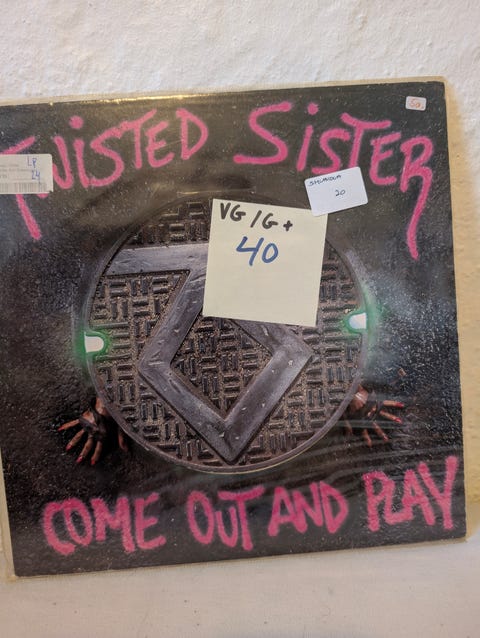 TWISTED SISTER
LP
24
50
VG/G+
40
20
COME OUT AND PLAY